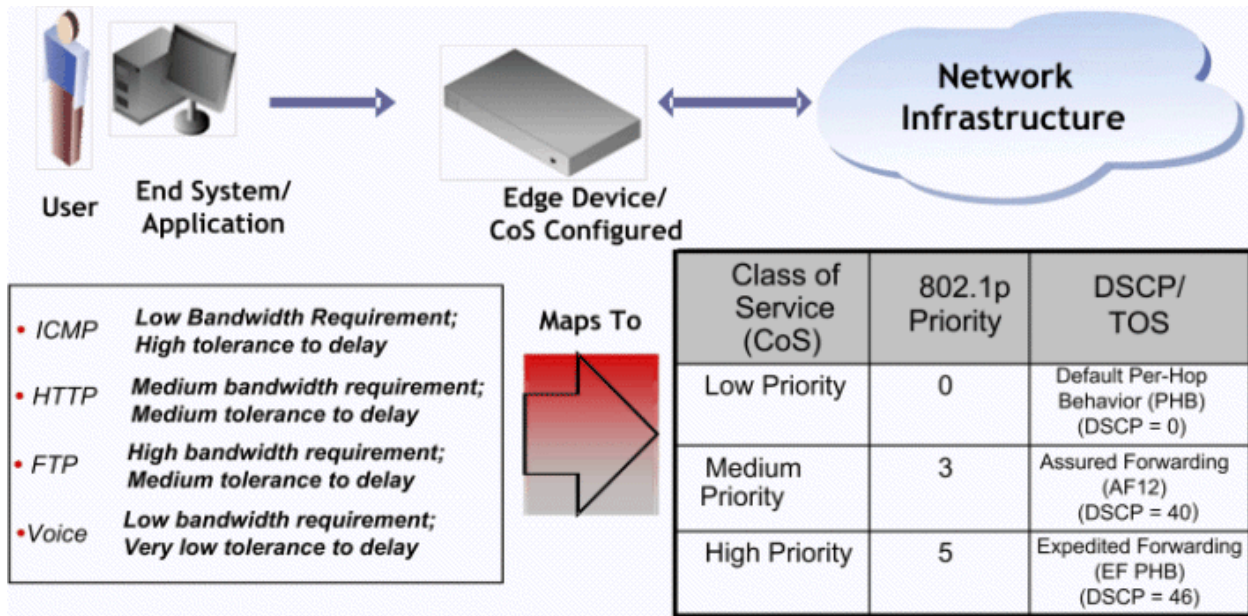 Network
Infrastructure
User
End System/
Application
Edge Device/
CoS Configured
• ICMP Low Bandwidth Requirement;
High tolerance to delay
• HTTP Medium bandwidth requirement;
Medium tolerance to delay
• FTP High bandwidth requirement;
Medium tolerance to delay
•Voice Low bandwidth requirement;
Very low tolerance to delay
Maps To
Class of
Service
(CoS)
802.1p
Priority
DSCP/
TOS
Low Priority
0
Default Per-Hop
Behavior (PHB)
(DSCP = 0)
Medium
Priority
3
Assured Forwarding
(AF12)
(DSCP = 40)
High Priority
5
Expedited Forwarding
(EF PHB)
(DSCP = 46)